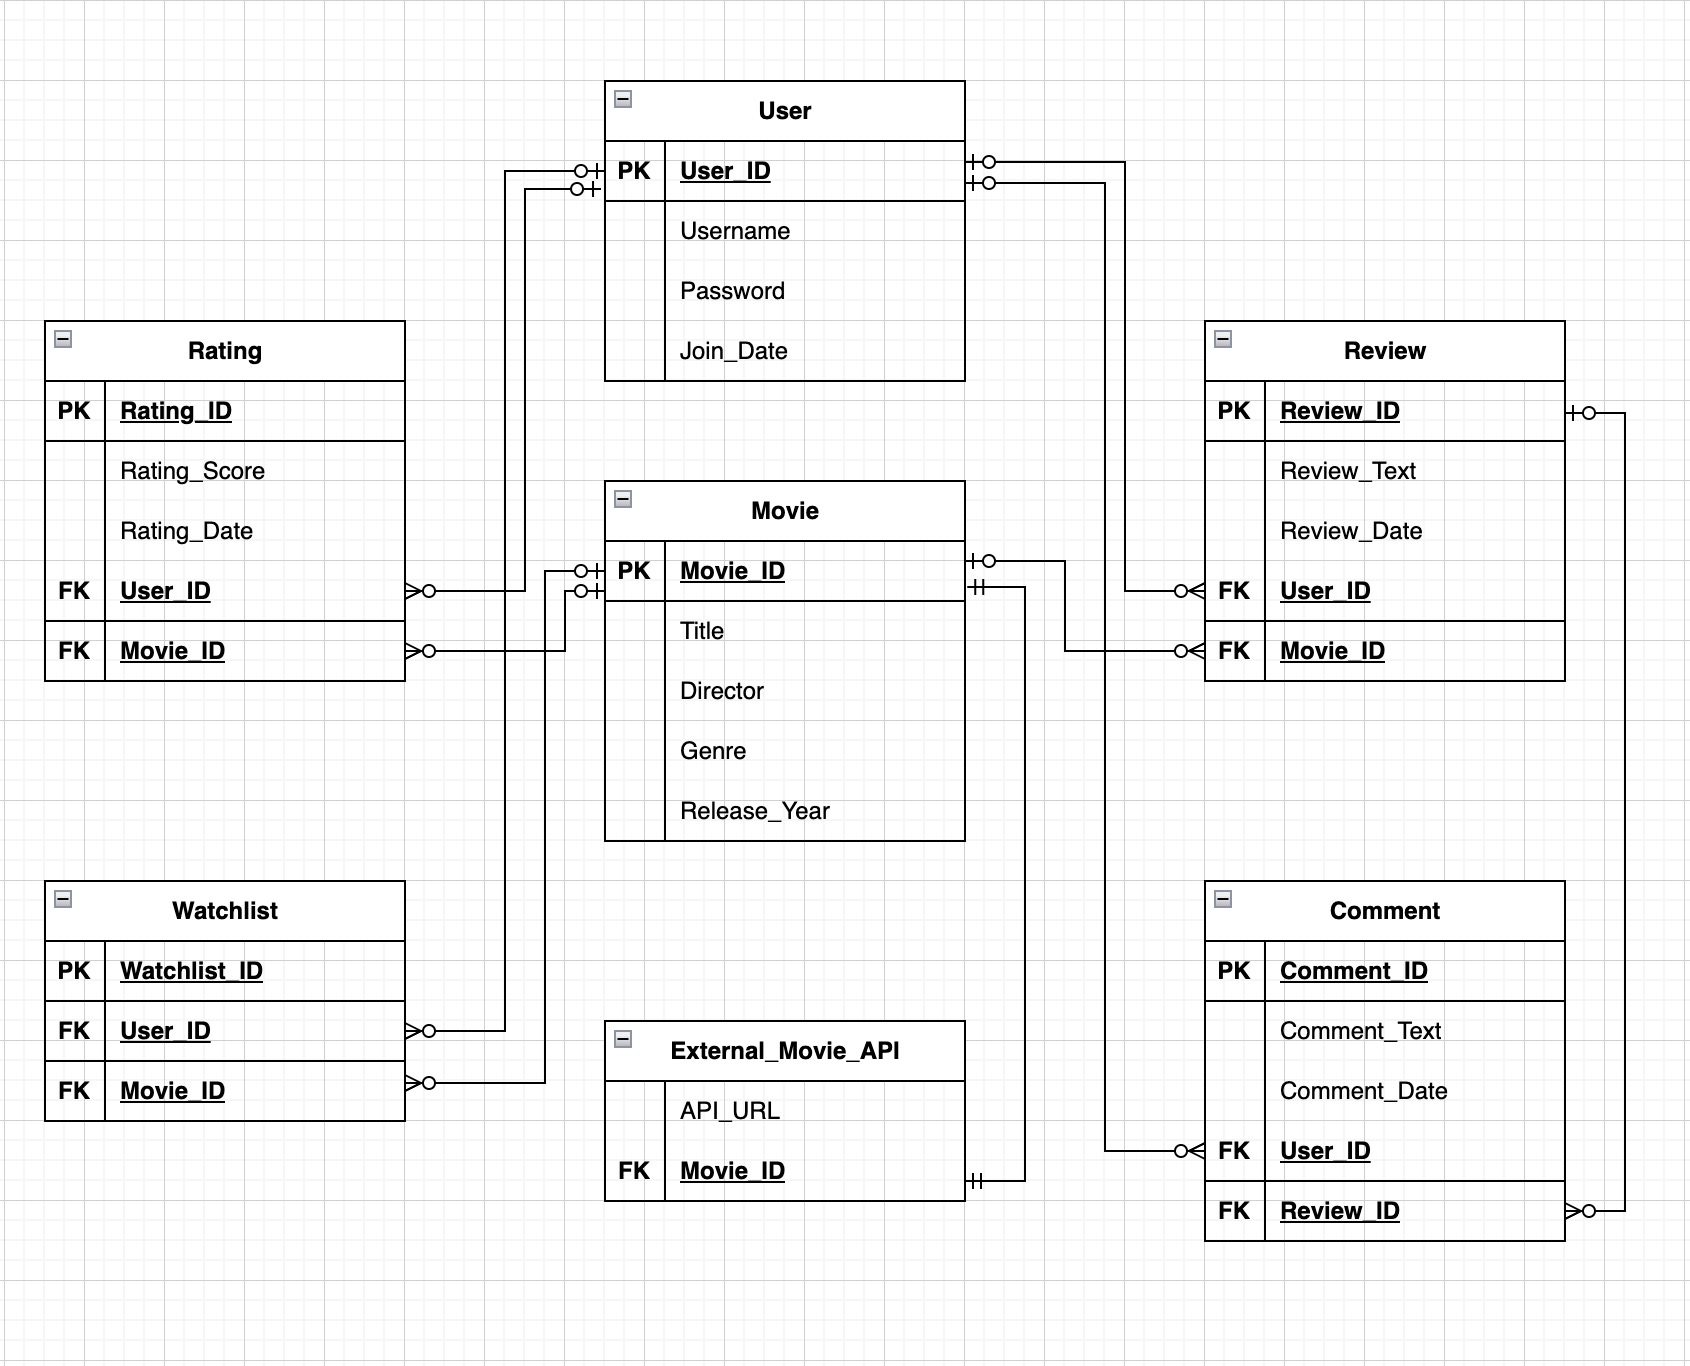 User
PK User_ID
Username
Password
Join_Date
Rating
PK Rating_ID
Rating_Score
Rating_Date
FK User_ID
FK Movie_ID
Movie
PK Movie_ID
Title
Director
Genre
Release_Year
Review
PK Review_ID
Review_Text
Review_Date
FK User_ID
FK Movie_ID
Watchlist
PK Watchlist_ID
FK User_ID
FK Movie_ID
External_Movie_API
API_URL
FK Movie_ID
Comment
PK Comment_ID
Comment_Text
Comment_Date
FK User_ID
FK Review_ID